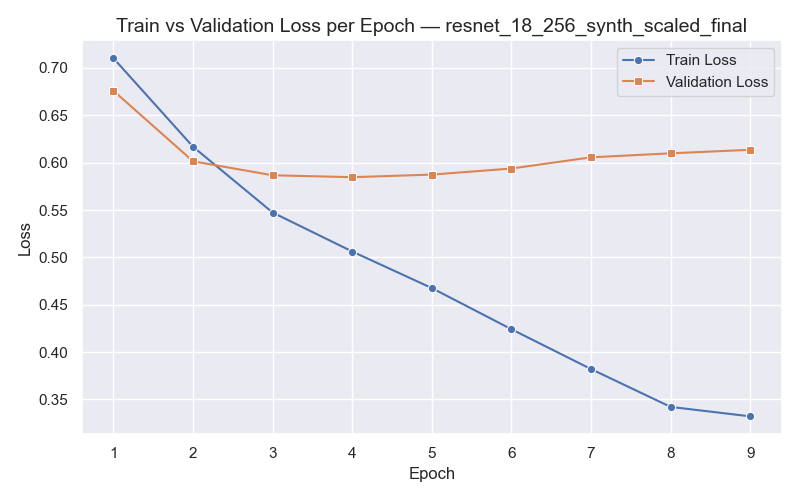 Train vs Validation Loss per Epoch — resnet_18_256_synth_scaled_final
Train Loss
Validation Loss
0.70
0.65
0.60
0.55
0.50
0.45
0.40
0.35
Loss
1 2 3 4 5 6 7 8 9
Epoch